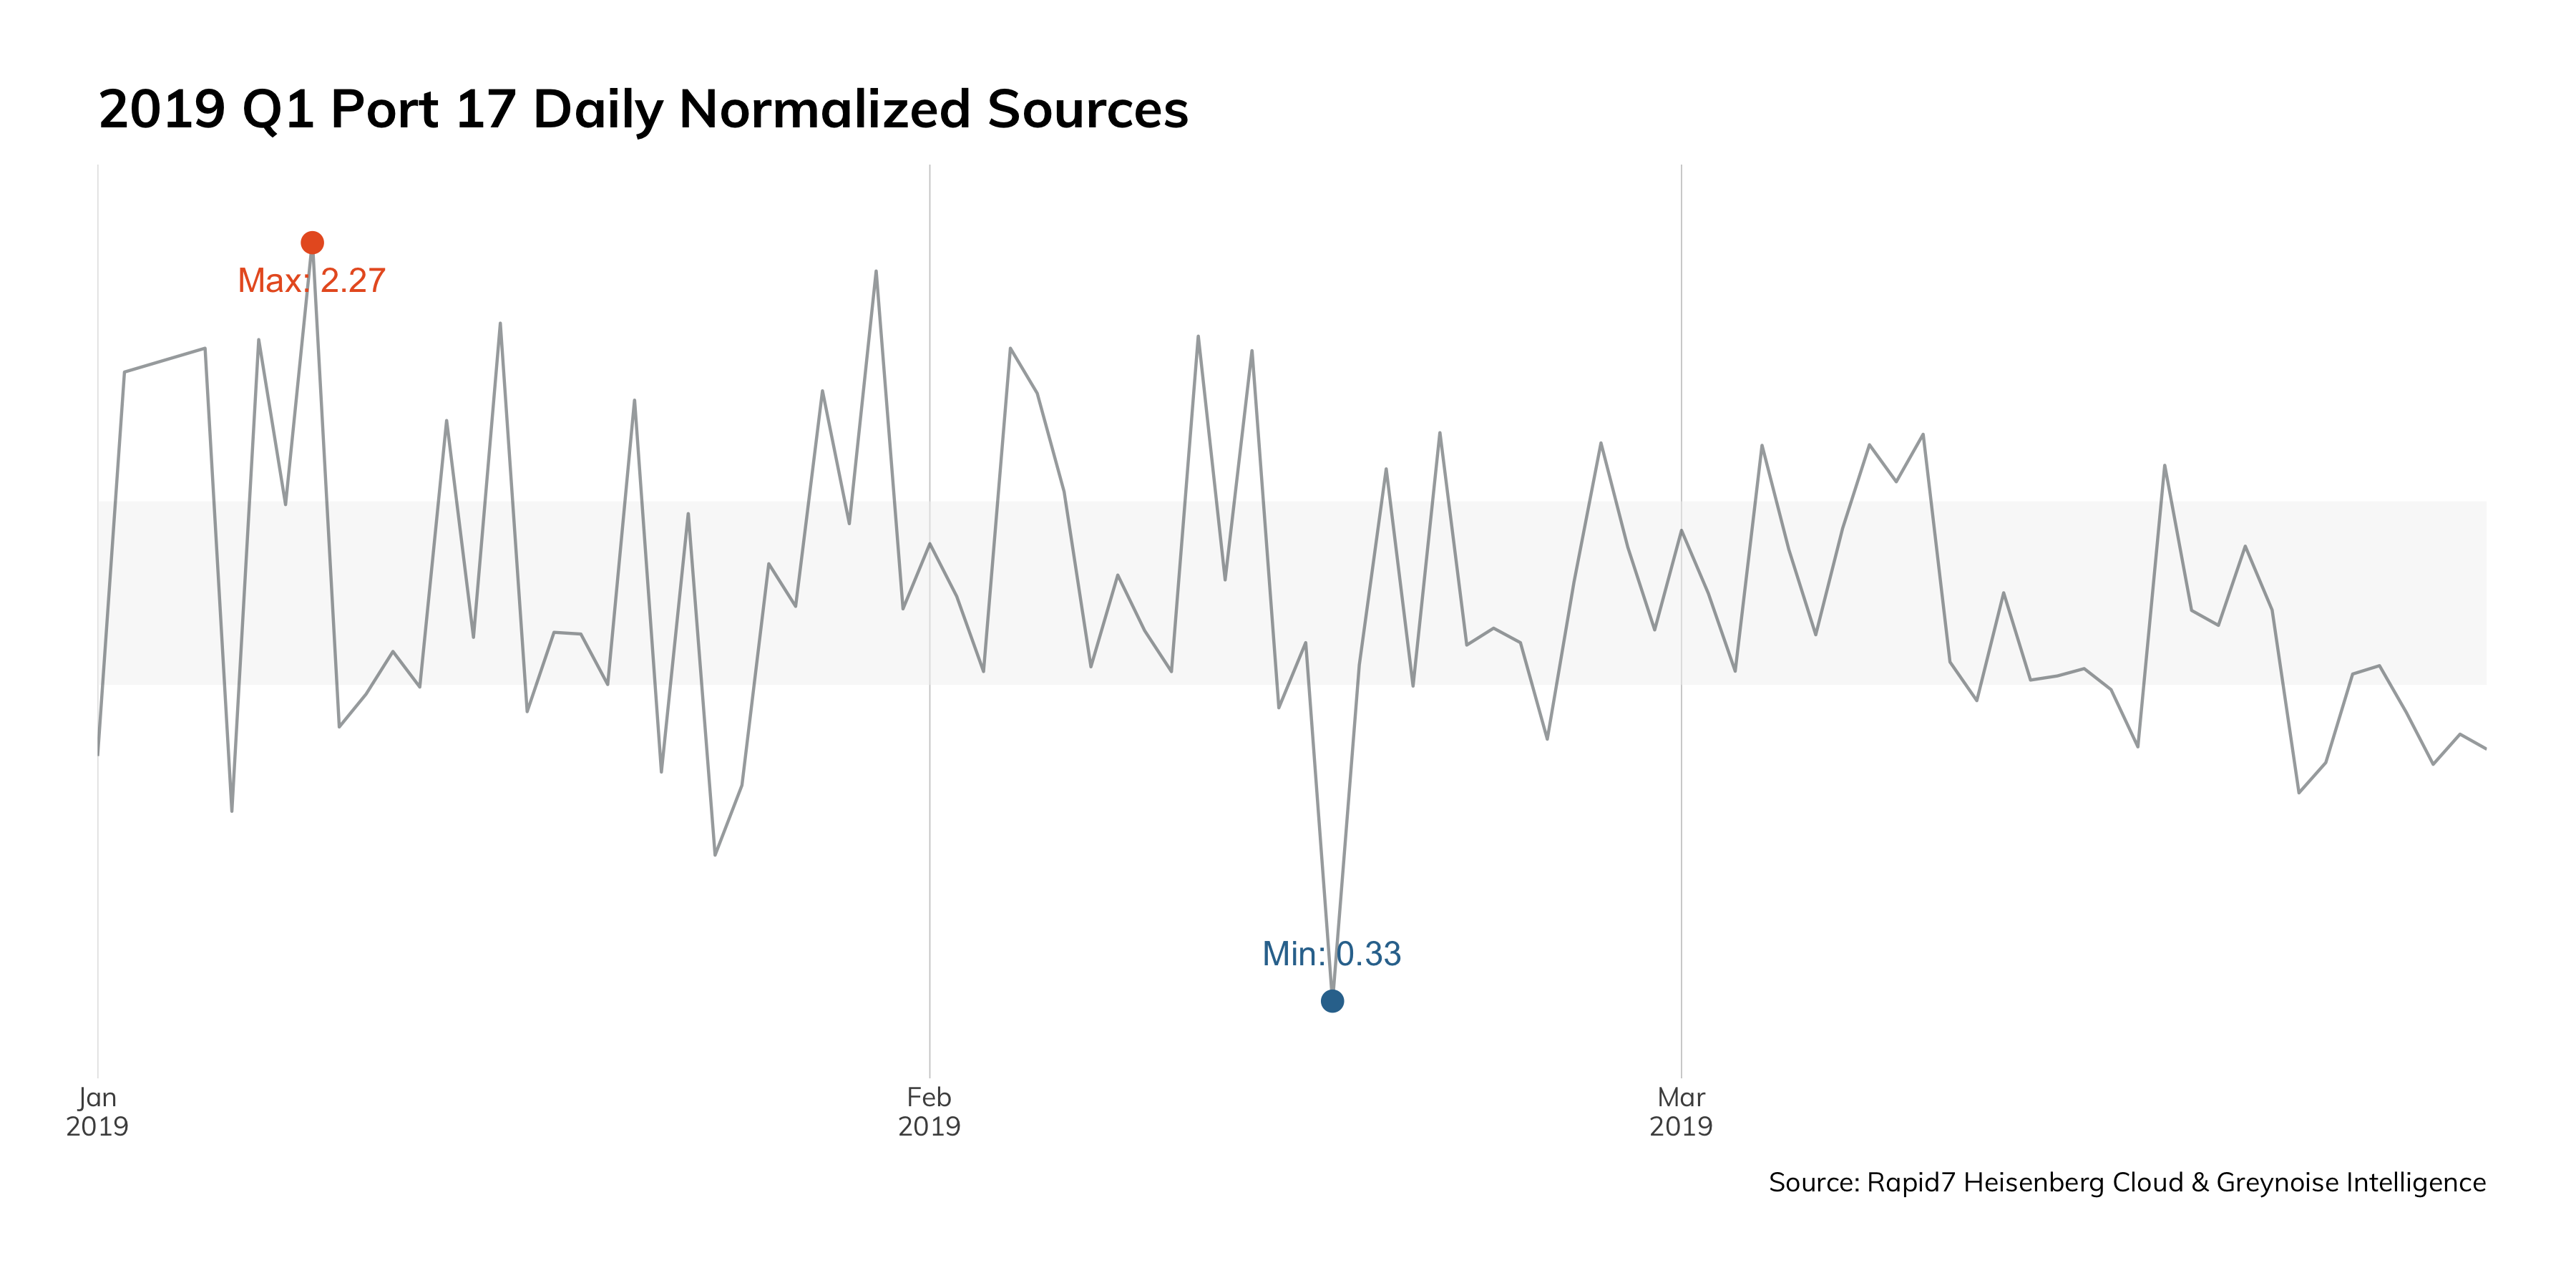 2019 Q1 Port 17 Daily Normalized Sources
Max: 2.27
Min: 0.33
Jan
2019
Feb
2019
Mar
2019
Source: Rapid7 Heisenberg Cloud & Greynoise Intelligence